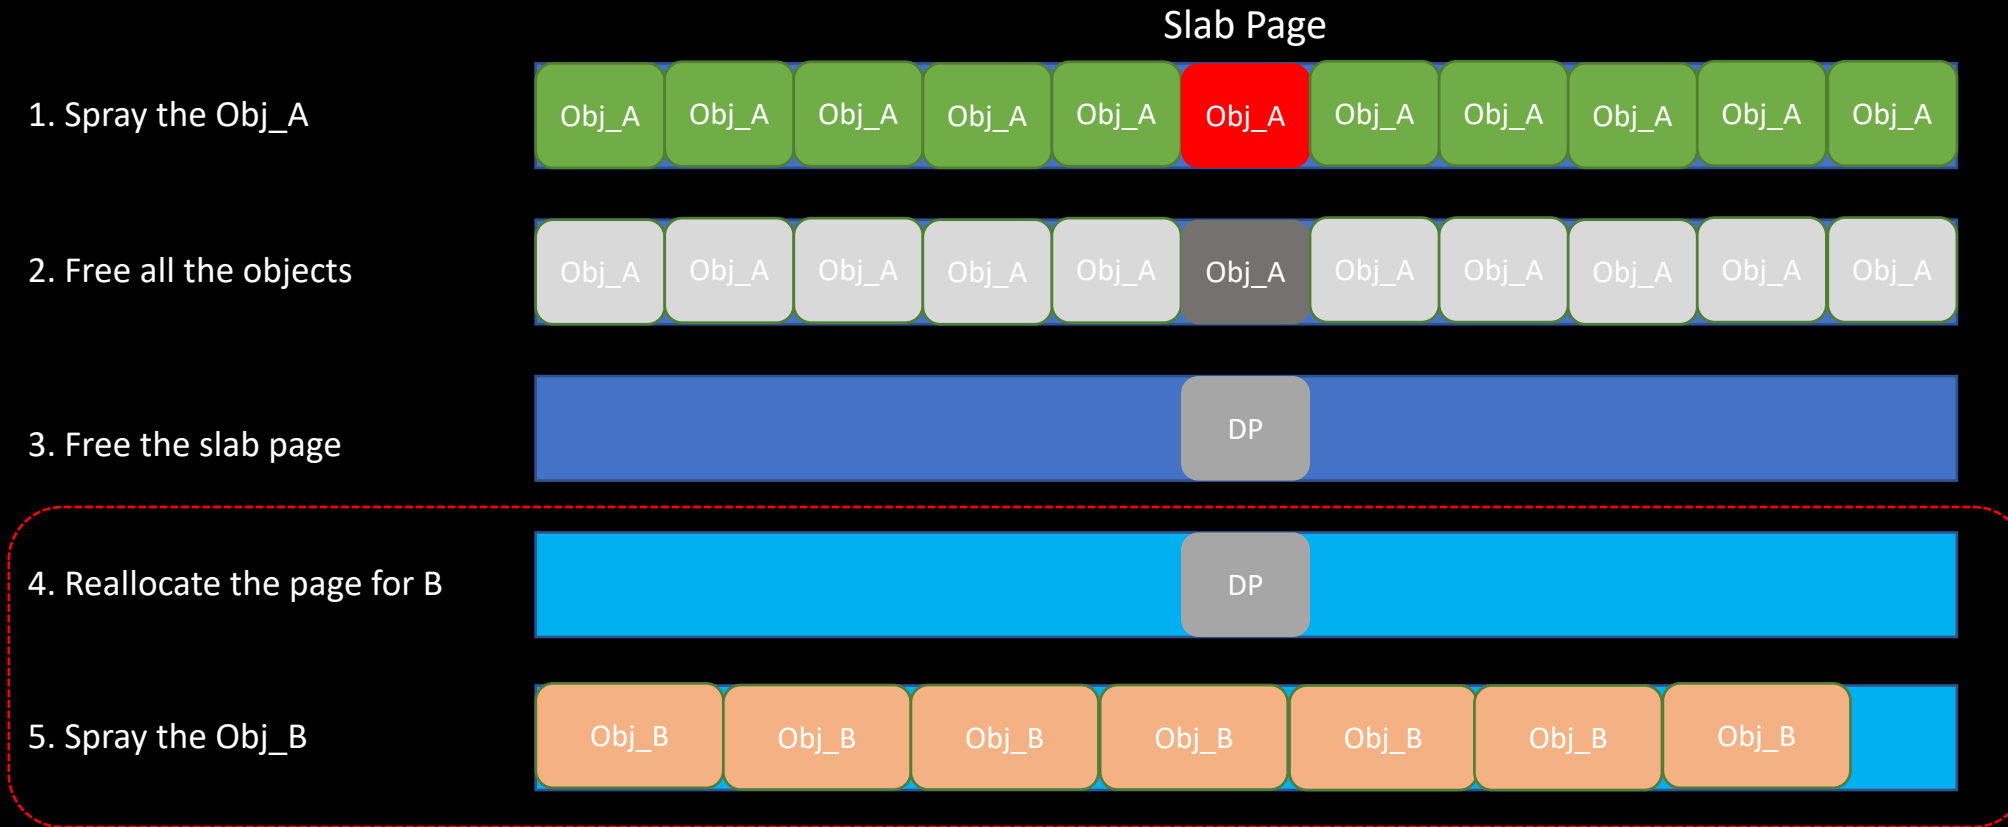 Slab Page
1. Spray the Obj_A
Obj_A Obj_A Obj_A Obj_A Obj_A Obj_A Obj_A Obj_A Obj_A Obj_A Obj_A
2. Free all the objects
Obj_A Obj_A Obj_A Obj_A Obj_A Obj_A Obj_A Obj_A Obj_A Obj_A Obj_A
3. Free the slab page
DP
4. Reallocate the page for B
DP
5. Spray the Obj_B
Obj_B Obj_B Obj_B Obj_B Obj_B Obj_B Obj_B